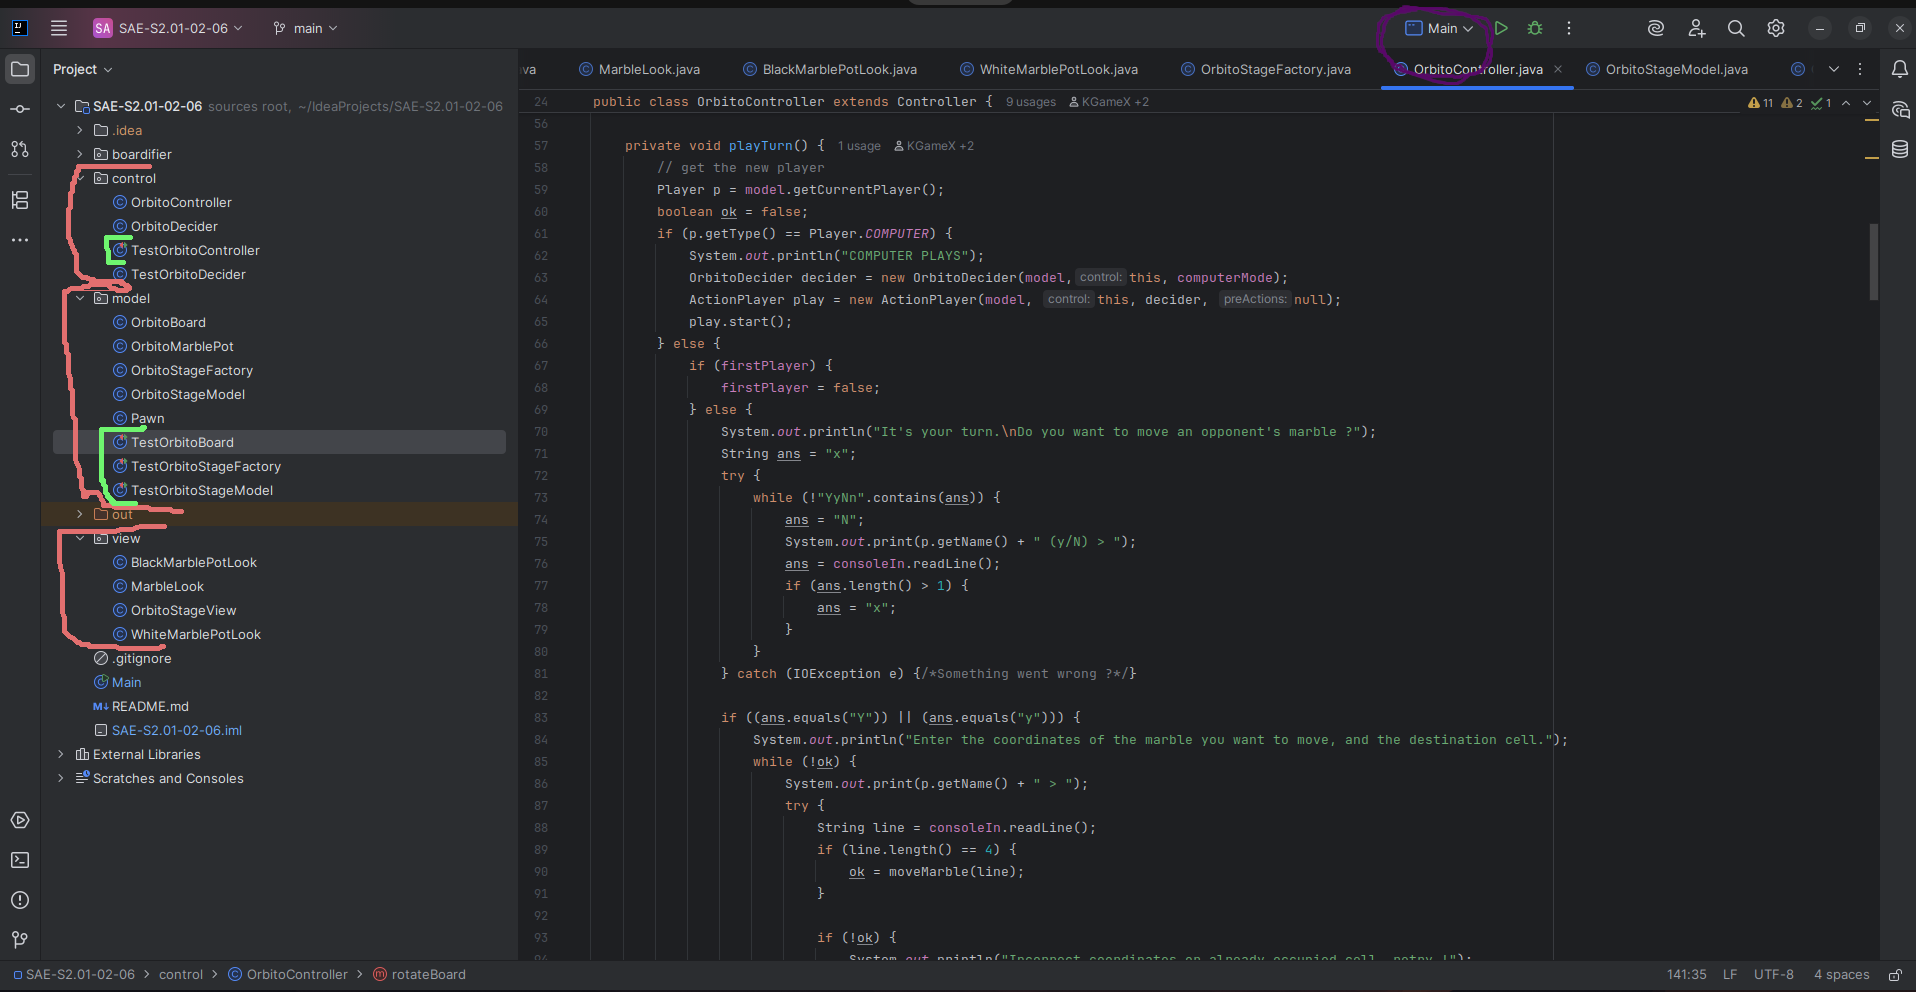 SA SAE-S2.01-02-06 main Main
Project
va MarbleLook.java BlackMarblePotLook.java WhiteMarblePotLook.java OrbitoStageFactory.java OrbitoController.java OrbitoStageModel.java
SAE-S2.01-02-06 sources root, ~/IdeaProjects/SAE-S2.01-02-06
.idea
boardifier
control
OrbitoController
OrbitoDecider
TestOrbitoController
TestOrbitoDecider
model
OrbitoBoard
OrbitoMarblePot
OrbitoStageFactory
OrbitoStageModel
Pawn
TestOrbitoBoard
TestOrbitoStageFactory
TestOrbitoStageModel
out
view
BlackMarblePotLook
MarbleLook
OrbitoStageView
WhiteMarblePotLook
.gitignore
Main
M↓ README.md
SAE-S2.01-02-06.iml
External Libraries
Scratches and Consoles
24 public class OrbitoController extends Controller { 9 usages KGameX +2 11 2 1
56
57 private void playTurn() { 1 usage KGameX +2
58 // get the new player
59 Player p = model.getCurrentPlayer();
60 boolean ok = false;
61 if (p.getType() == Player.COMPUTER) {
62 System.out.println("COMPUTER PLAYS");
63 OrbitoDecider decider = new OrbitoDecider(model, control: this, computerMode);
64 ActionPlayer play = new ActionPlayer(model, control: this, decider, preActions: null);
65 play.start();
66 } else {
67 if (firstPlayer) {
68 firstPlayer = false;
69 } else {
70 System.out.println("It's your turn.\nDo you want to move an opponent's marble ?");
71 String ans = "x";
72 try {
73 while (!"YyNn".contains(ans)) {
74 ans = "N";
75 System.out.print(p.getName() + " (y/N) > ");
76 ans = consoleIn.readLine();
77 if (ans.length() > 1) {
78 ans = "x";
79 }
80 }
81 } catch (IOException e) {/*Something went wrong ?*/}
82
83 if ((ans.equals("Y")) || (ans.equals("y"))) {
84 System.out.println("Enter the coordinates of the marble you want to move, and the destination cell.");
85 while (!ok) {
86 System.out.print(p.getName() + " > ");
87 try {
88 String line = consoleIn.readLine();
89 if (line.length() == 4) {
90 ok = moveMarble(line);
91 }
92
93 if (!ok) {
94 System.out.println("Incorrect coordinates or already occupied cell, retry !");
SAE-S2.01-02-06 > control > OrbitoController > rotateBoard 141:35 LF UTF-8 4 spaces